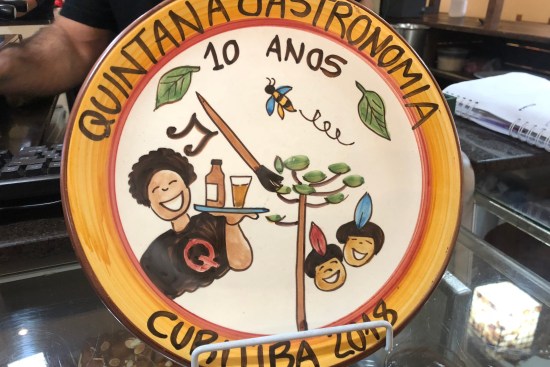 QUINTANA GASTRONOMIA
10 ANOS
Q
CURITIBA 2018